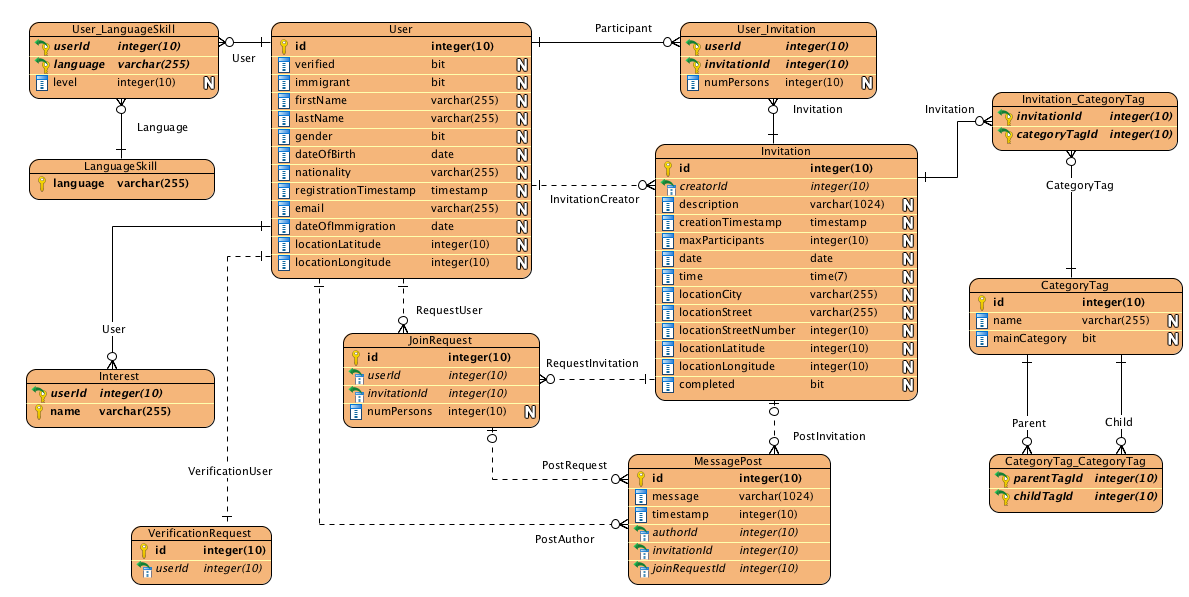 User_LanguageSkill
userId integer(10)
language varchar(255)
level integer(10) N
User
Language
LanguageSkill
language varchar(255)
User
id integer(10)
verified bit N
immigrant bit N
firstName varchar(255) N
lastName varchar(255) N
gender bit N
dateOfBirth date N
nationality varchar(255) N
registrationTimestamp timestamp N
email varchar(255) N
dateOfImmigration date N
locationLatitude integer(10) N
locationLongitude integer(10) N
Participant
User_Invitation
userId integer(10)
invitationId integer(10)
numPersons integer(10) N
Invitation
InvitationCreator
Invitation
id integer(10)
creatorId integer(10)
description varchar(1024) N
creationTimestamp timestamp N
maxParticipants integer(10) N
date date N
time time(7) N
locationCity varchar(255) N
locationStreet varchar(255) N
locationStreetNumber integer(10) N
locationLatitude integer(10) N
locationLongitude integer(10) N
completed bit N
Invitation
Invitation_CategoryTag
invitationId integer(10)
categoryTagId integer(10)
CategoryTag
CategoryTag
id integer(10)
name varchar(255) N
mainCategory bit N
Parent
Child
CategoryTag_CategoryTag
parentTagId integer(10)
childTagId integer(10)
User
Interest
userId integer(10)
name varchar(255)
RequestUser
JoinRequest
id integer(10)
userId integer(10)
invitationId integer(10)
numPersons integer(10) N
RequestInvitation
PostInvitation
VerificationUser
VerificationRequest
id integer(10)
userId integer(10)
PostRequest
PostAuthor
MessagePost
id integer(10)
message varchar(1024)
timestamp integer(10)
authorId integer(10)
invitationId integer(10)
joinRequestId integer(10)